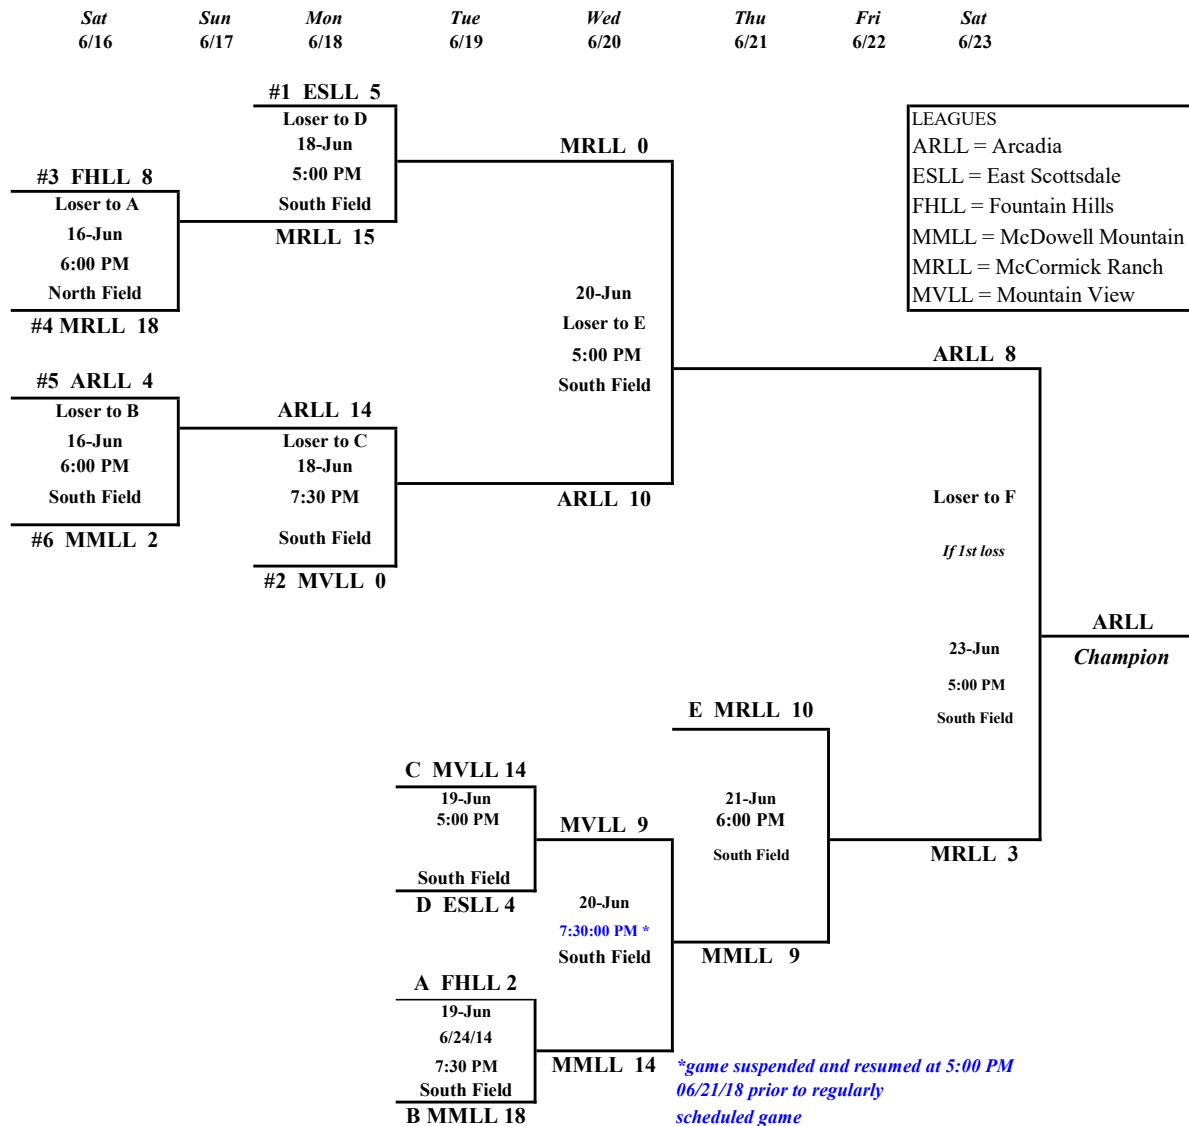 Sat Sun Mon Tue Wed Thu Fri Sat
6/16 6/17 6/18 6/19 6/20 6/21 6/22 6/23
#1 ESLL 5
Loser to D
18-Jun
5:00 PM
South Field
MRLL 15
#3 FHLL 8
Loser to A
16-Jun
6:00 PM
North Field
#4 MRLL 18
#5 ARLL 4
Loser to B
16-Jun
6:00 PM
South Field
#6 MMLL 2
ARLL 14
Loser to C
18-Jun
7:30 PM
South Field
#2 MVLL 0
MRLL 0
20-Jun
Loser to E
5:00 PM
South Field
ARLL 10
LEAGUES
ARLL = Arcadia
ESLL = East Scottsdale
FHLL = Fountain Hills
MMLL = McDowell Mountain
MRLL = McCormick Ranch
MVLL = Mountain View
ARLL 8
Loser to F
If 1st loss
23-Jun
5:00 PM
South Field
MRLL 3
ARLL
Champion
E MRLL 10
21-Jun
6:00 PM
South Field
MMLL 9
C MVLL 14
19-Jun
5:00 PM
South Field
D ESLL 4
MVLL 9
20-Jun
7:30:00 PM *
South Field
MMLL 14
A FHLL 2
19-Jun
6/24/14
7:30 PM
South Field
B MMLL 18
*game suspended and resumed at 5:00 PM
06/21/18 prior to regularly
scheduled game